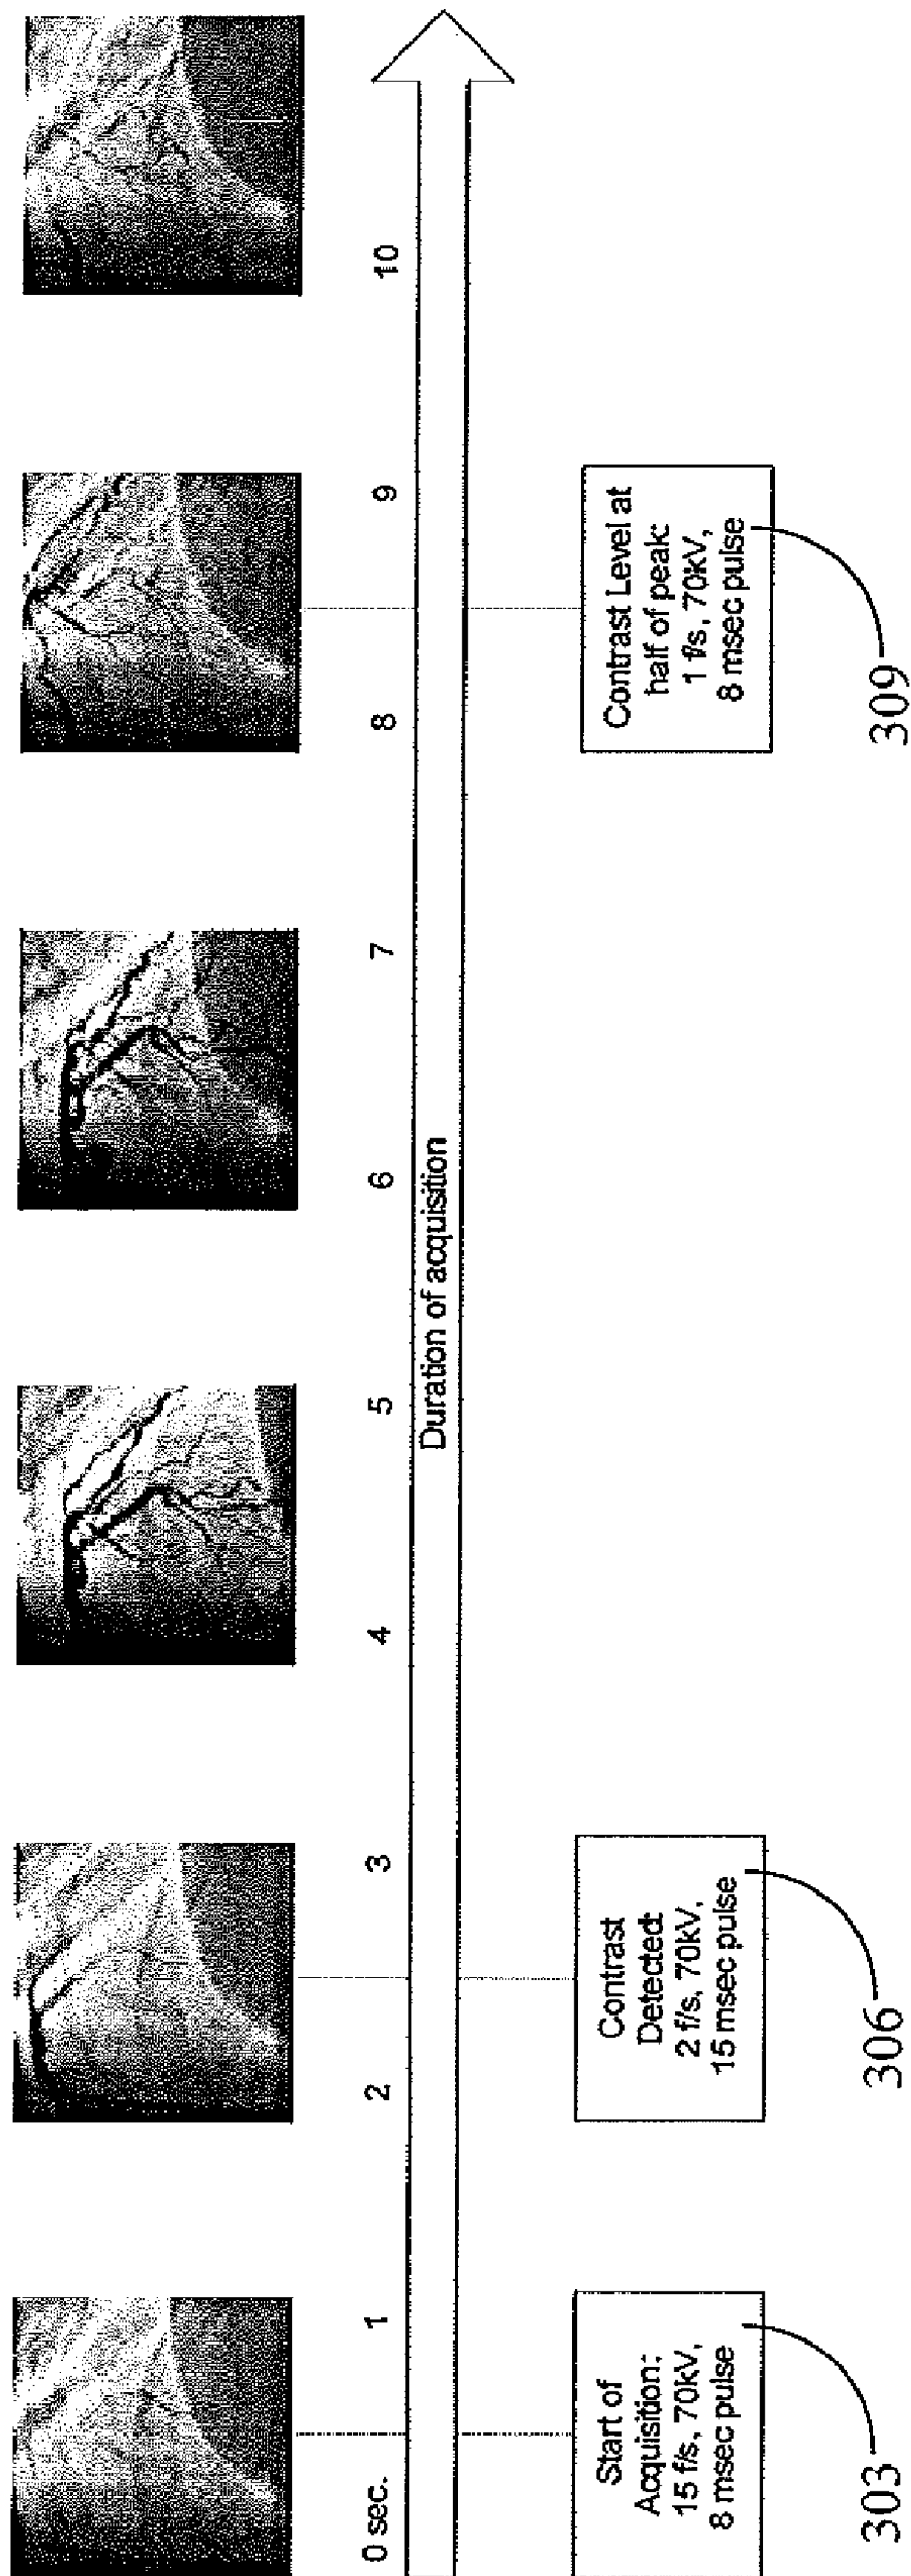 0 sec.
1
2
3
4
5
6
7
8
9
10
Duration of acquisition
Start of
Acquisition:
15 f/s, 70kV,
8 msec pulse
303
Contrast
Detected:
2 f/s, 70kV,
15 msec pulse
306
Contrast Level at
half of peak:
1 f/s, 70kV,
8 msec pulse
309